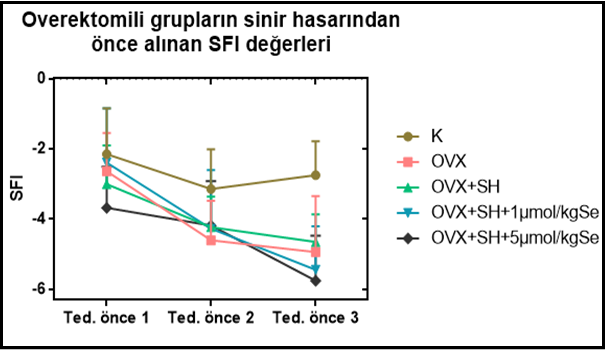 Overektomili grupların sinir hasarından
önce alınan SFI değerleri
0
-2
-4
-6
SFI
Ted. önce 1
Ted. önce 2
Ted. önce 3
K
OVX
OVX+SH
OVX+SH+1µmol/kgSe
OVX+SH+5µmol/kgSe